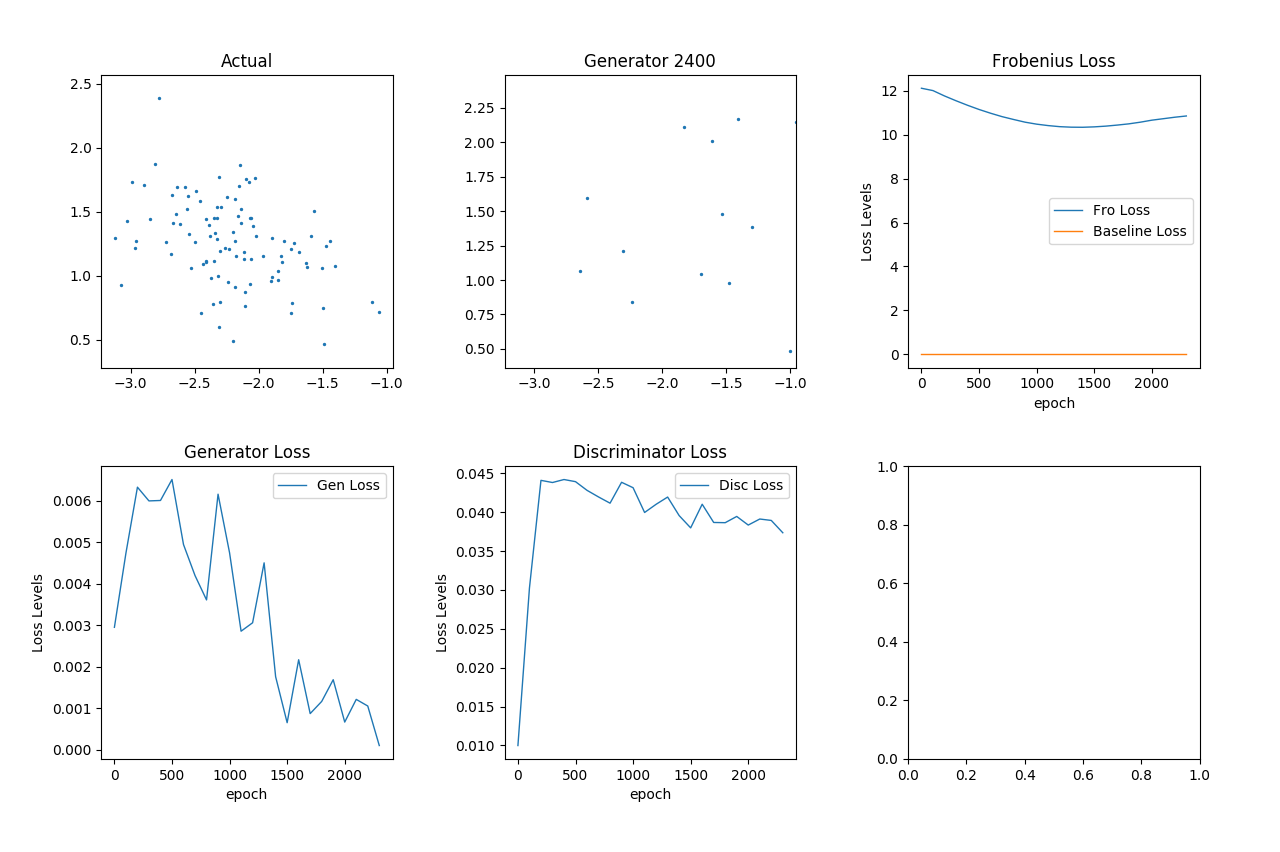 Actual
2.5
2.0
1.5
1.0
0.5
−3.0 −2.5 −2.0 −1.5 −1.0
Generator 2400
2.25
2.00
1.75
1.50
1.25
1.00
0.75
0.50
−3.0 −2.5 −2.0 −1.5 −1.0
Frobenius Loss
Loss Levels
12
10
8
6
4
2
0
Fro Loss
Baseline Loss
0 500 1000 1500 2000
epoch
Generator Loss
Loss Levels
0.006
0.005
0.004
0.003
0.002
0.001
0.000
Gen Loss
0 500 1000 1500 2000
epoch
Discriminator Loss
Loss Levels
0.045
0.040
0.035
0.030
0.025
0.020
0.015
0.010
Disc Loss
0 500 1000 1500 2000
epoch
1.0
0.8
0.6
0.4
0.2
0.0
0.0 0.2 0.4 0.6 0.8 1.0